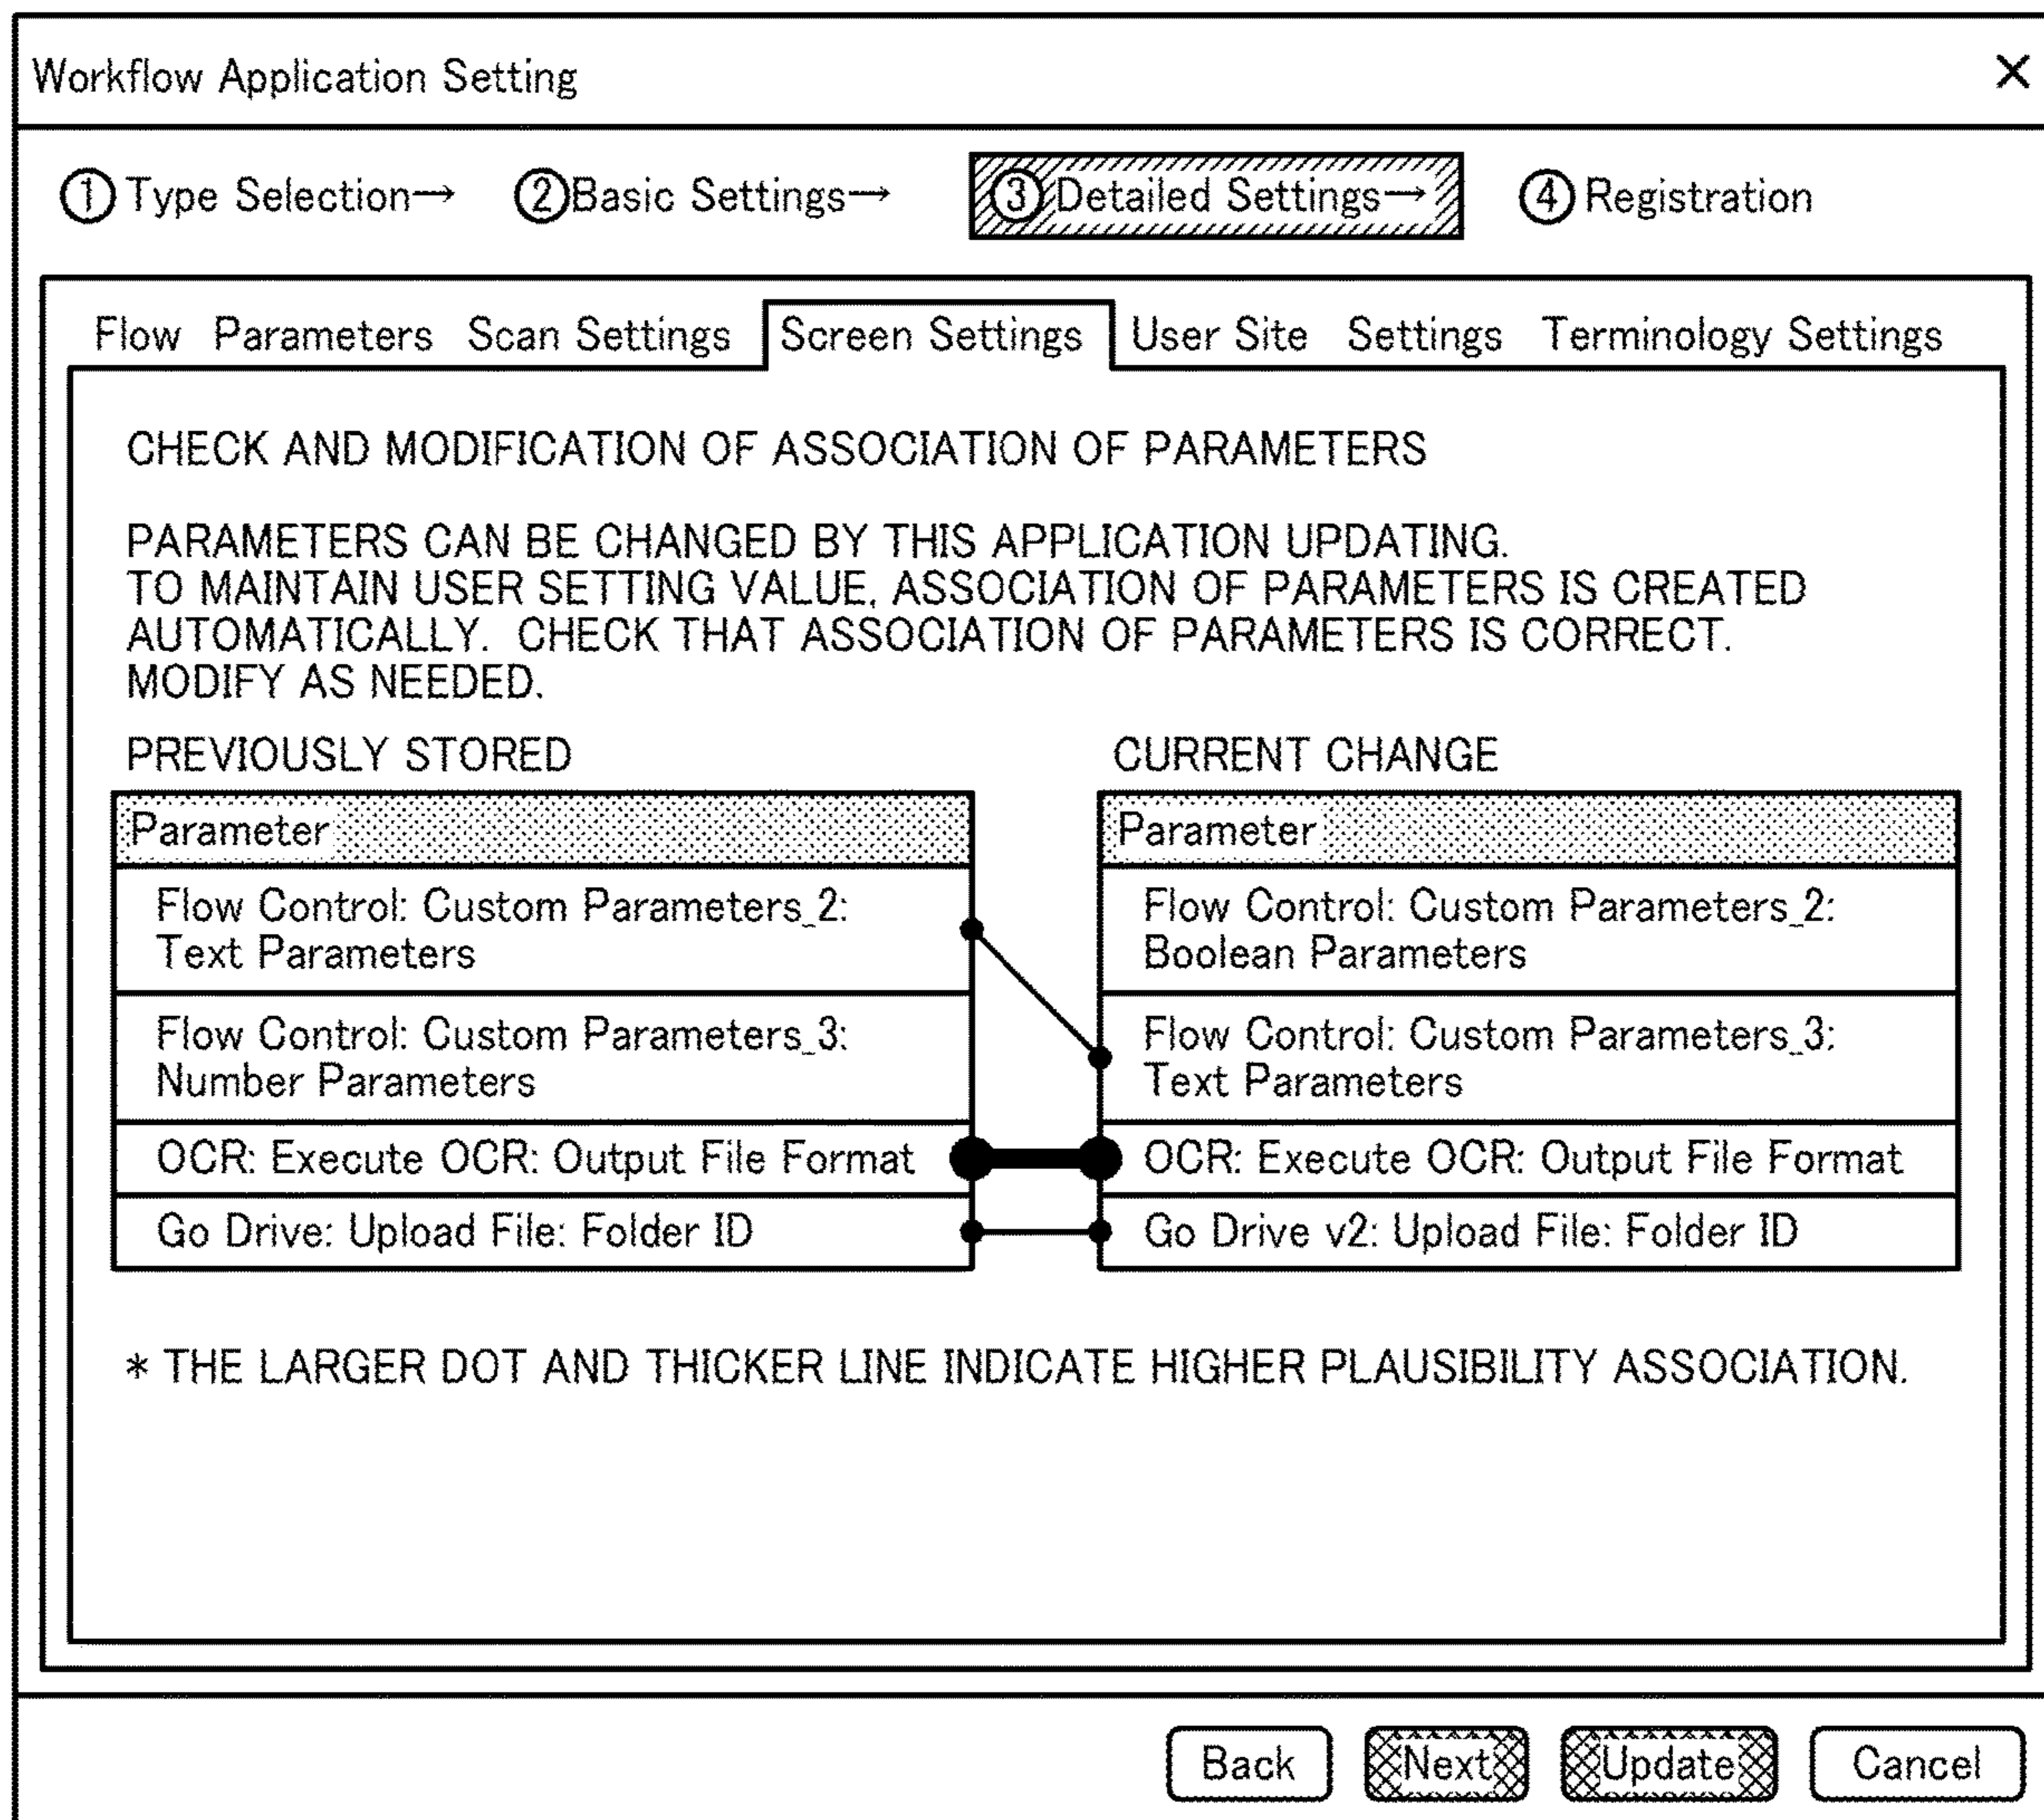 Workflow Application Setting ×
① Type Selection→ ②Basic Settings→ ③Detailed Settings→ ④Registration
Flow Parameters Scan Settings Screen Settings User Site Settings Terminology Settings
CHECK AND MODIFICATION OF ASSOCIATION OF PARAMETERS
PARAMETERS CAN BE CHANGED BY THIS APPLICATION UPDATING.
TO MAINTAIN USER SETTING VALUE, ASSOCIATION OF PARAMETERS IS CREATED
AUTOMATICALLY. CHECK THAT ASSOCIATION OF PARAMETERS IS CORRECT.
MODIFY AS NEEDED.
PREVIOUSLY STORED
Parameter
Flow Control: Custom Parameters_2:
Text Parameters
Flow Control: Custom Parameters_3:
Number Parameters
OCR: Execute OCR: Output File Format
Go Drive: Upload File: Folder ID
CURRENT CHANGE
Parameter
Flow Control: Custom Parameters_2:
Boolean Parameters
Flow Control: Custom Parameters_3:
Text Parameters
OCR: Execute OCR: Output File Format
Go Drive v2: Upload File: Folder ID
* THE LARGER DOT AND THICKER LINE INDICATE HIGHER PLAUSIBILITY ASSOCIATION.
Back Next Update Cancel